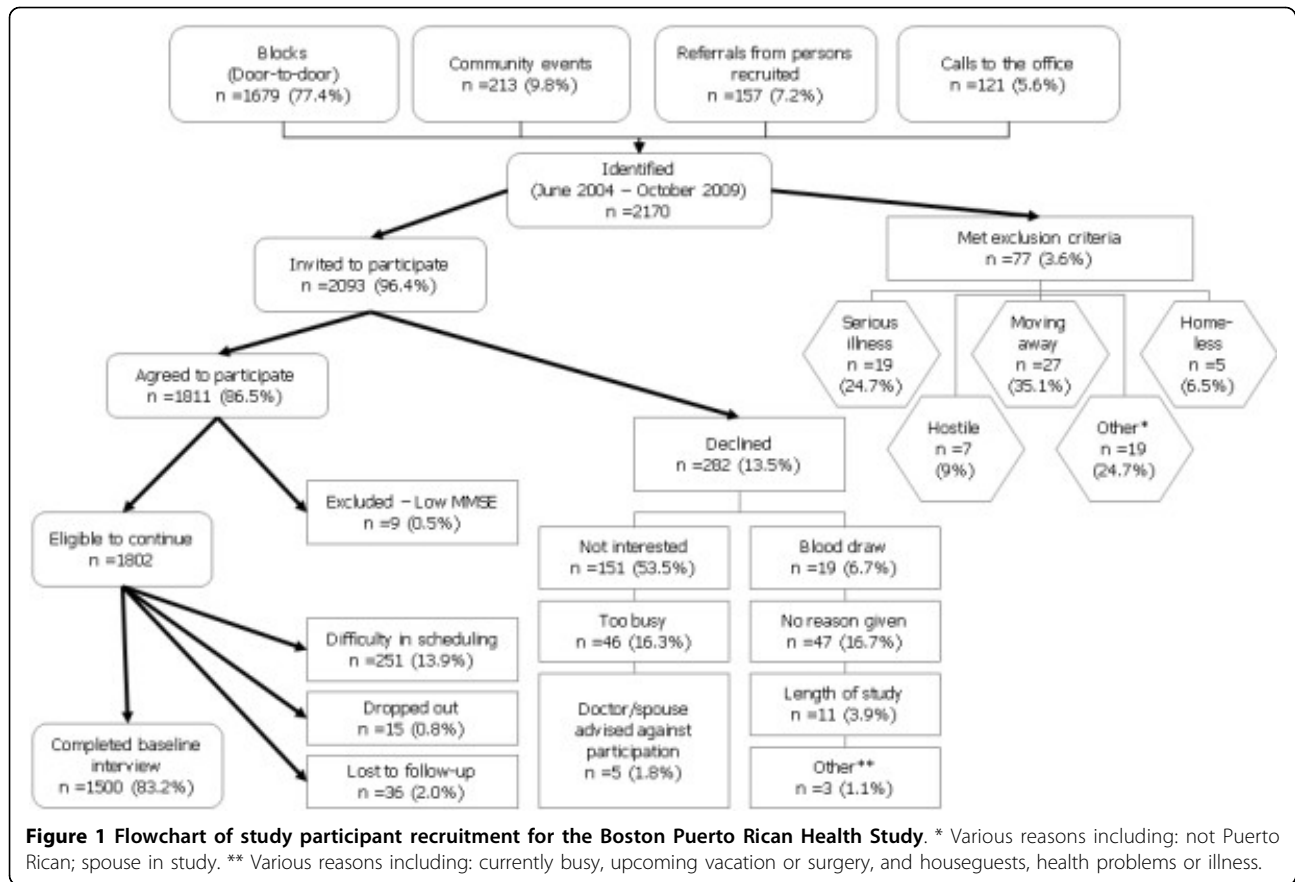 Blocks
(Door-to-door)
n =1679 (77.4%)
Community events
n =213 (9.8%)
Referrals from persons
recruited
n =157 (7.2%)
Calls to the office
n =121 (5.6%)
Identified
(June 2004 – October 2009)
n =2170
Invited to participate
n =2093 (96.4%)
Met exclusion criteria
n =77 (3.6%)
Serious
illness
n =19
(24.7%)
Moving
away
n =27
(35.1%)
Home-
less
n =5
(6.5%)
Hostile
n =7
(9%)
Other*
n =19
(24.7%)
Agreed to participate
n =1811 (86.5%)
Declined
n =282 (13.5%)
Excluded – Low MMSE
n =9 (0.5%)
Eligible to continue
n =1802
Not interested
n =151 (53.5%)
Blood draw
n =19 (6.7%)
Too busy
n =46 (16.3%)
No reason given
n =47 (16.7%)
Difficulty in scheduling
n =251 (13.9%)
Doctor/spouse
advised against
participation
n =5 (1.8%)
Length of study
n =11 (3.9%)
Dropped out
n =15 (0.8%)
Completed baseline
interview
n =1500 (83.2%)
Lost to follow-up
n =36 (2.0%)
Other**
n =3 (1.1%)
Figure 1 Flowchart of study participant recruitment for the Boston Puerto Rican Health Study. * Various reasons including: not Puerto
Rican; spouse in study. ** Various reasons including: currently busy, upcoming vacation or surgery, and houseguests, health problems or illness.